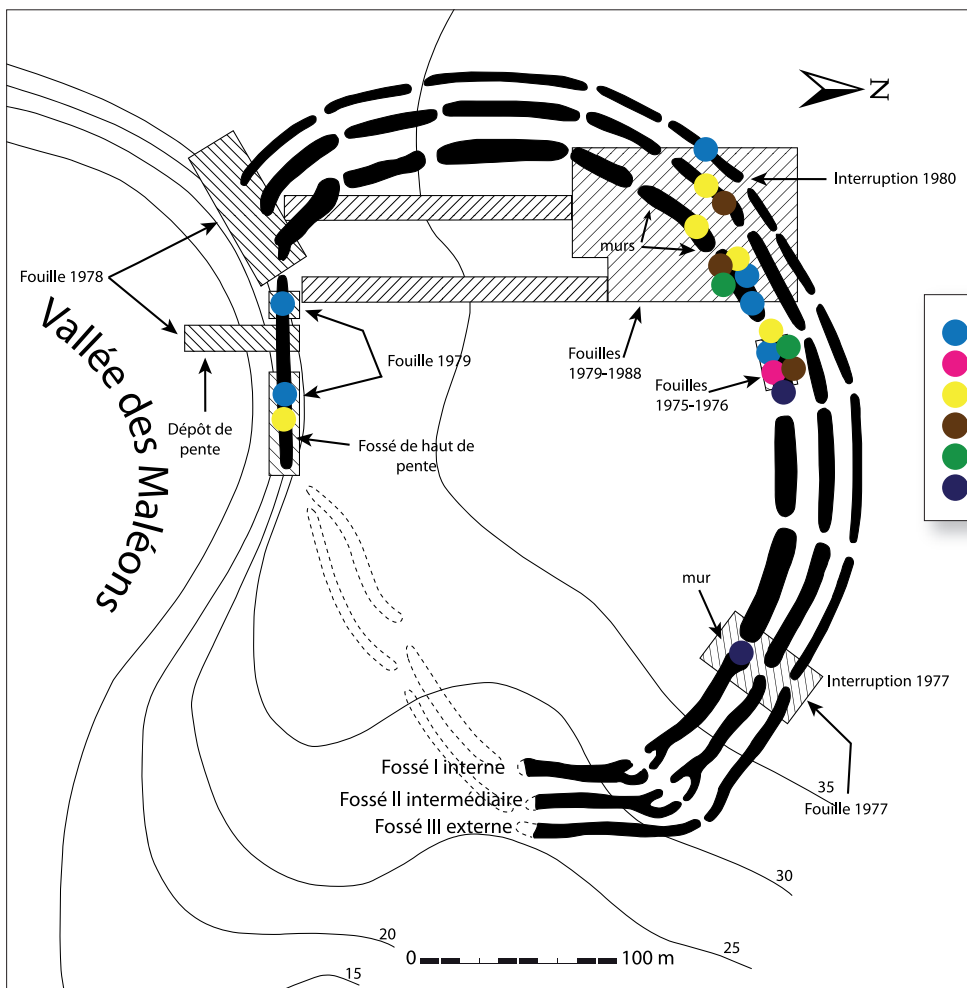 N
Interruption 1980
murs
Fouille 1978
Vallée des Maléons
Fouille 1979
Fouilles
1979-1988
Fouilles
1975-1976
Dépôt de
pente
Fossé de haut de
pente
mur
Interruption 1977
Fossé I interne
Fossé II intermédiaire
Fossé III externe
35
Fouille 1977
30
20
25
15
0
100 m